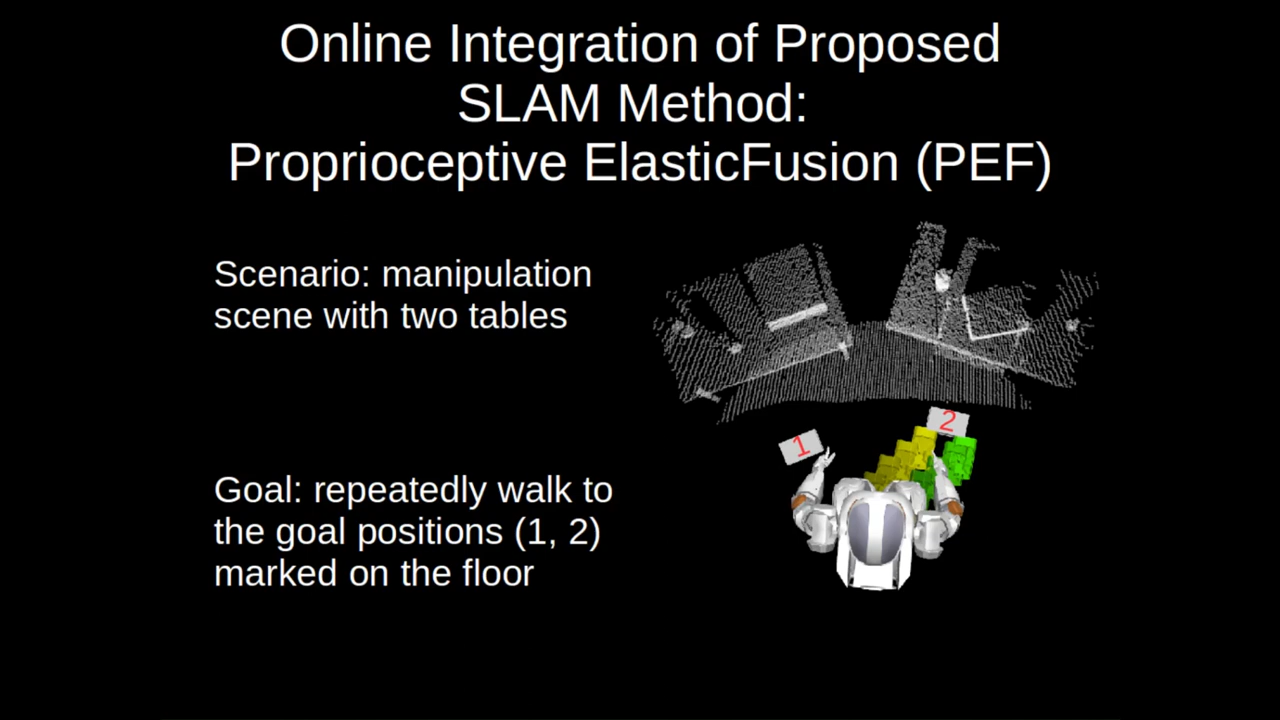 Online Integration of Proposed
SLAM Method:
Proprioceptive ElasticFusion (PEF)
Scenario: manipulation
scene with two tables
Goal: repeatedly walk to
the goal positions (1, 2)
marked on the floor
1
2